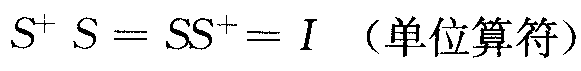 S⁺ S = SS⁺ = I （单位算符）